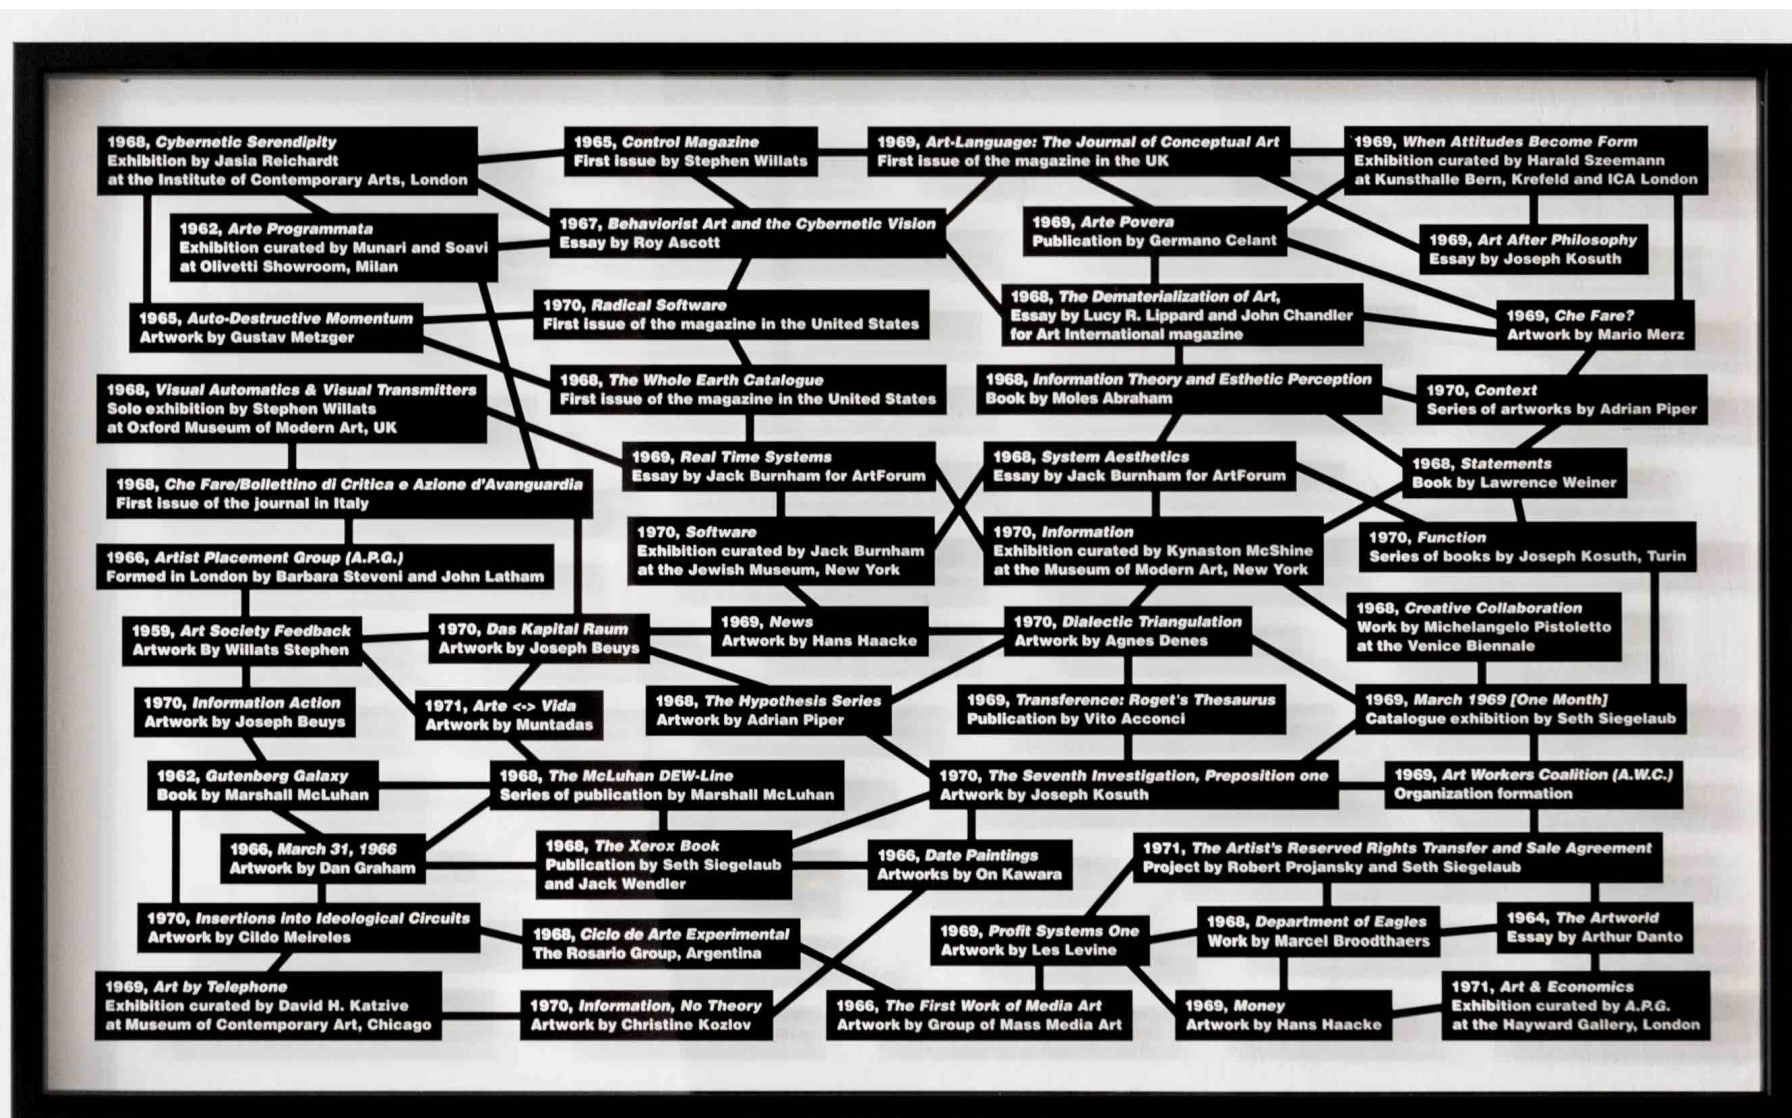 1968, Cybernetic Serendipity
Exhibition by Jasia Reichardt
at the Institute of Contemporary Arts, London
1965, Control Magazine
First issue by Stephen Willats
1969, Art-Language: The Journal of Conceptual Art
First issue of the magazine in the UK
1969, When Attitudes Become Form
Exhibition curated by Harald Szeemann
at Kunsthalle Bern, Krefeld and ICA London
1962, Arte Programmata
Exhibition curated by Munari and Soavi
at Olivetti Showroom, Milan
1967, Behaviorist Art and the Cybernetic Vision
Essay by Roy Ascott
1969, Arte Povera
Publication by Germano Celant
1969, Art After Philosophy
Essay by Joseph Kosuth
1965, Auto-Destructive Momentum
Artwork by Gustav Metzger
1970, Radical Software
First issue of the magazine in the United States
1968, The Dematerialization of Art,
Essay by Lucy R. Lippard and John Chandler
for Art International magazine
1969, Che Fare?
Artwork by Mario Merz
1968, Visual Automatics & Visual Transmitters
Solo exhibition by Stephen Willats
at Oxford Museum of Modern Art, UK
1968, The Whole Earth Catalogue
First issue of the magazine in the United States
1968, Information Theory and Esthetic Perception
Book by Moles Abraham
1970, Context
Series of artworks by Adrian Piper
1968, Che Fare/Bollettino di Critica e Azione d'Avanguardia
First issue of the journal in Italy
1969, Real Time Systems
Essay by Jack Burnham for ArtForum
1968, System Aesthetics
Essay by Jack Burnham for ArtForum
1968, Statements
Book by Lawrence Weiner
1966, Artist Placement Group (A.P.G.)
Formed in London by Barbara Steveni and John Latham
1970, Software
Exhibition curated by Jack Burnham
at the Jewish Museum, New York
1970, Information
Exhibition curated by Kynaston McShine
at the Museum of Modern Art, New York
1970, Function
Series of books by Joseph Kosuth, Turin
1959, Art Society Feedback
Artwork By Willats Stephen
1970, Das Kapital Raum
Artwork by Joseph Beuys
1969, News
Artwork by Hans Haacke
1970, Dialectic Triangulation
Artwork by Agnes Denes
1968, Creative Collaboration
Work by Michelangelo Pistoletto
at the Venice Biennale
1970, Information Action
Artwork by Joseph Beuys
1971, Arte <-> Vida
Artwork by Muntadas
1968, The Hypothesis Series
Artwork by Adrian Piper
1969, Transference: Roget's Thesaurus
Publication by Vito Acconci
1969, March 1969 [One Month]
Catalogue exhibition by Seth Siegelaub
1962, Gutenberg Galaxy
Book by Marshall McLuhan
1968, The McLuhan DEW-Line
Series of publication by Marshall McLuhan
1970, The Seventh Investigation, Preposition one
Artwork by Joseph Kosuth
1969, Art Workers Coalition (A.W.C.)
Organization formation
1966, March 31, 1966
Artwork by Dan Graham
1968, The Xerox Book
Publication by Seth Siegelaub
and Jack Wendler
1966, Date Paintings
Artworks by On Kawara
1971, The Artist's Reserved Rights Transfer and Sale Agreement
Project by Robert Projansky and Seth Siegelaub
1970, Insertions into Ideological Circuits
Artwork by Cildo Meireles
1968, Ciclo de Arte Experimental
The Rosario Group, Argentina
1969, Profit Systems One
Artwork by Les Levine
1968, Department of Eagles
Work by Marcel Broodthaers
1964, The Artworld
Essay by Arthur Danto
1969, Art by Telephone
Exhibition curated by David H. Katzive
at Museum of Contemporary Art, Chicago
1970, Information, No Theory
Artwork by Christine Kozlov
1966, The First Work of Media Art
Artwork by Group of Mass Media Art
1969, Money
Artwork by Hans Haacke
1971, Art & Economics
Exhibition curated by A.P.G.
at the Hayward Gallery, London